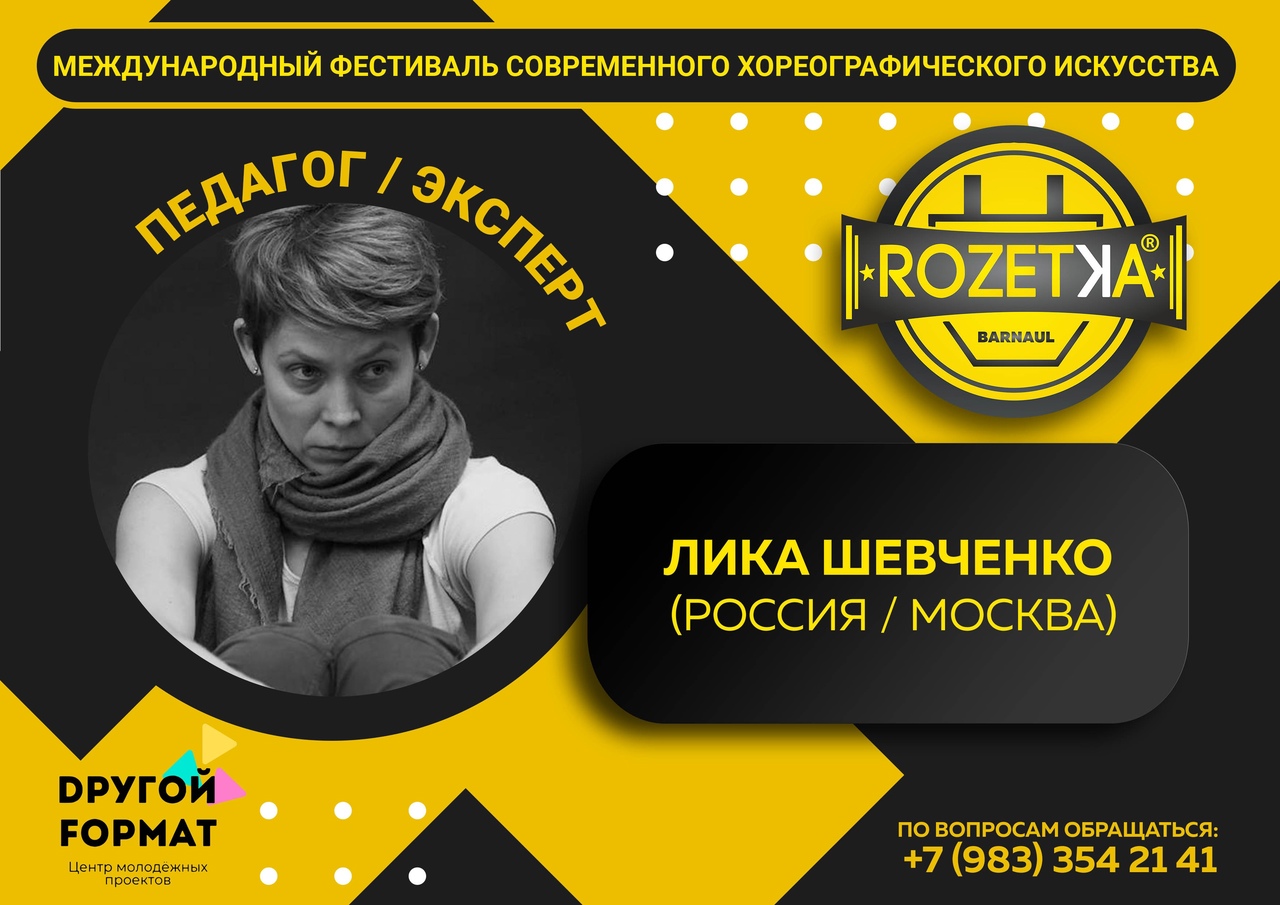 МЕЖДУНАРОДНЫЙ ФЕСТИВАЛЬ СОВРЕМЕННОГО ХОРЕОГРАФИЧЕСКОГО ИСКУССТВА
ПЕДАГОГ / ЭКСПЕРТ
ROZETKA®
BARNAUL
ЛИКА ШЕВЧЕНКО
(РОССИЯ / МОСКВА)
DРУГОЙ
FОРМАТ
Центр молодёжных
проектов
ПО ВОПРОСАМ ОБРАЩАТЬСЯ:
+7 (983) 354 21 41